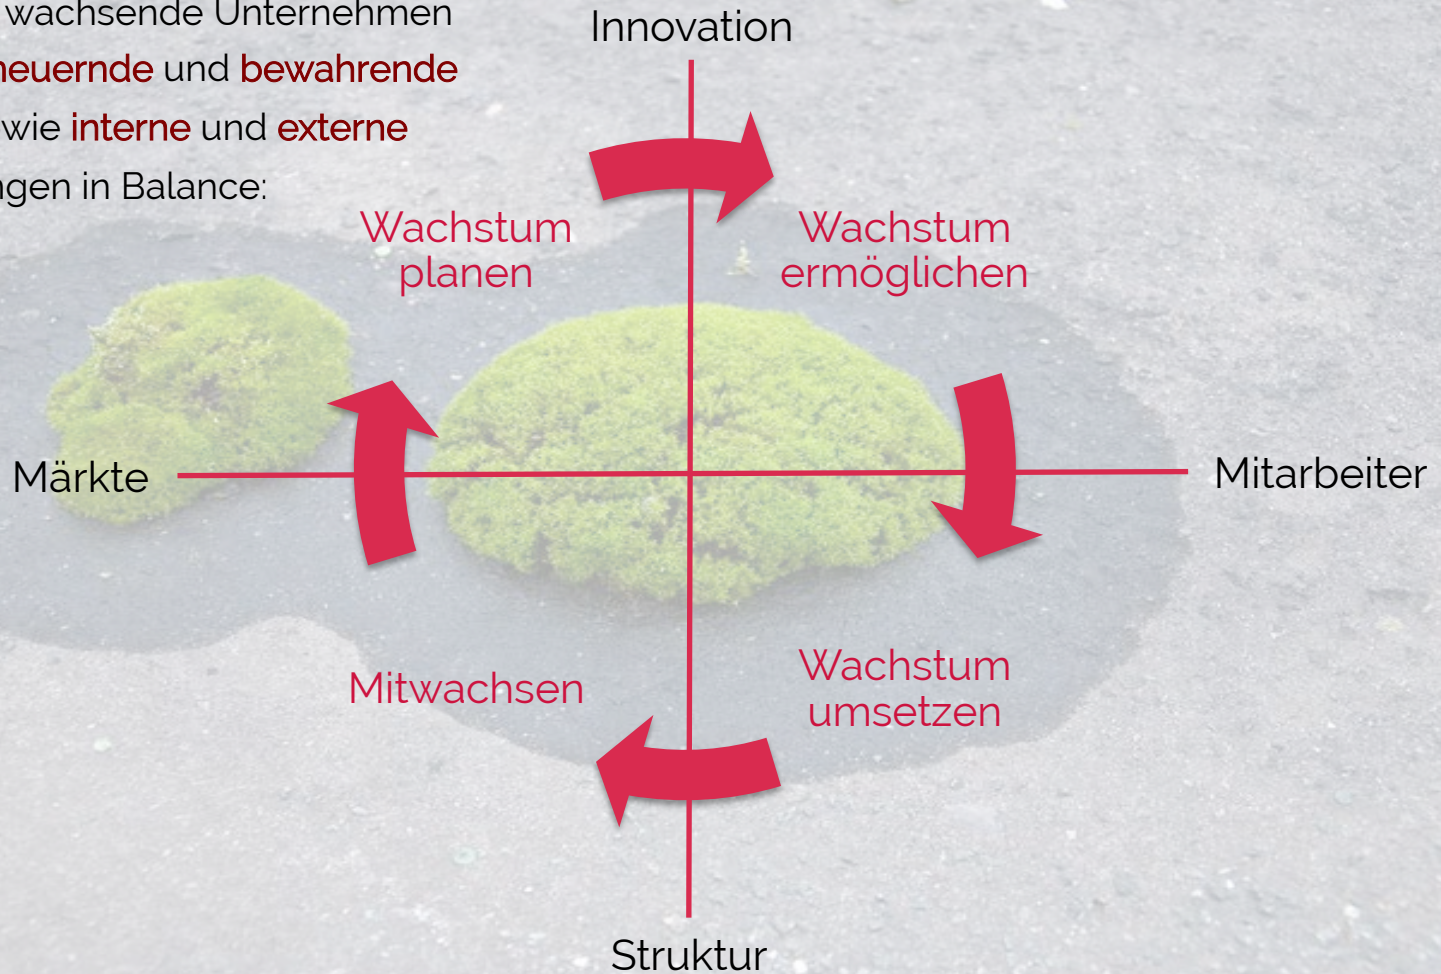 wachsende Unternehmen
neuernde und bewahrende
wie interne und externe
ngen in Balance:
Innovation
Wachstum
planen
Wachstum
ermöglichen
Märkte
Mitarbeiter
Mitwachsen
Wachstum
umsetzen
Struktur